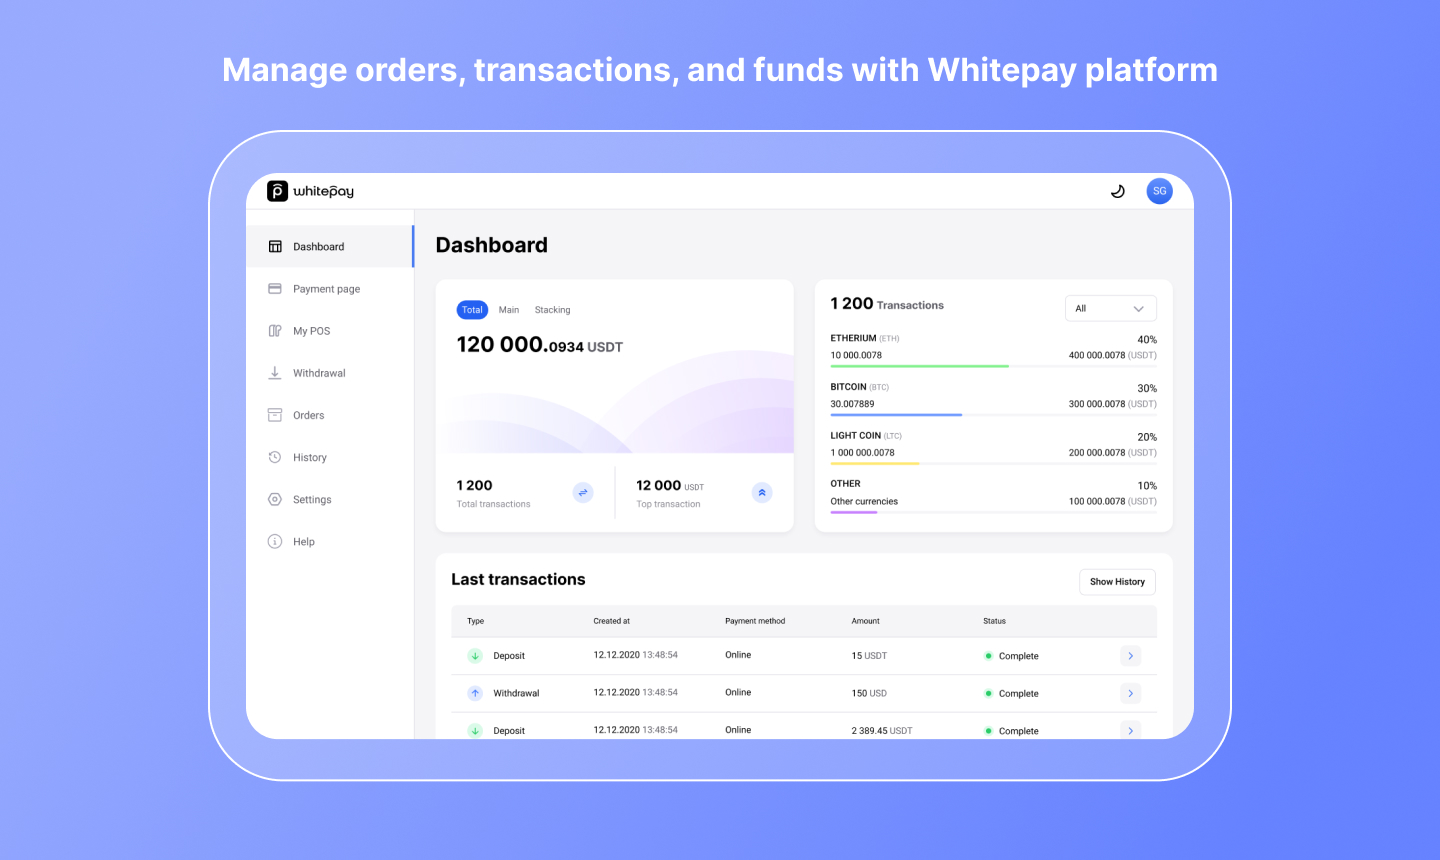 Manage orders, transactions, and funds with Whitepay platform
whitepay
SG
Dashboard
Payment page
My POS
Withdrawal
Orders
History
Settings
Help
Dashboard
Total Main Stacking
120 000.0934 USDT
1 200
Total transactions
12 000 USDT
Top transaction
1 200 Transactions
All
ETHERIUM (ETH) 40%
10 000.0078 400 000.0078 (USDT)
BITCOIN (BTC) 30%
30.007889 300 000.0078 (USDT)
LIGHT COIN (LTC) 20%
1 000 000.0078 200 000.0078 (USDT)
OTHER 10%
Other currencies 100 000.0078 (USDT)
Last transactions
Show History
Type Created at Payment method Amount Status
Deposit 12.12.2020 13:48:54 Online 15 USDT Complete
Withdrawal 12.12.2020 13:48:54 Online 150 USD Complete
Deposit 12.12.2020 13:48:54 Online 2 389.45 USDT Complete